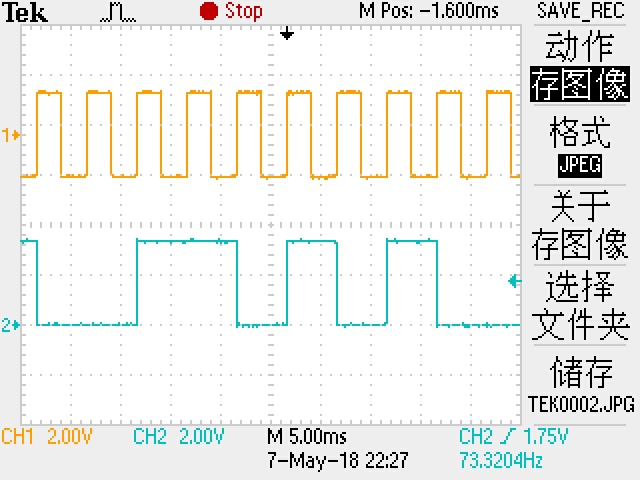 Tek Stop M Pos: -1.600ms SAVE_REC
动作
存图像
1
格式
JPEG
关于
存图像
选择
2
文件夹
储存
TEK0002.JPG
CH1 2.00V CH2 2.00V M 5.00ms CH2 1.75V
7-May-18 22:27 73.3204Hz